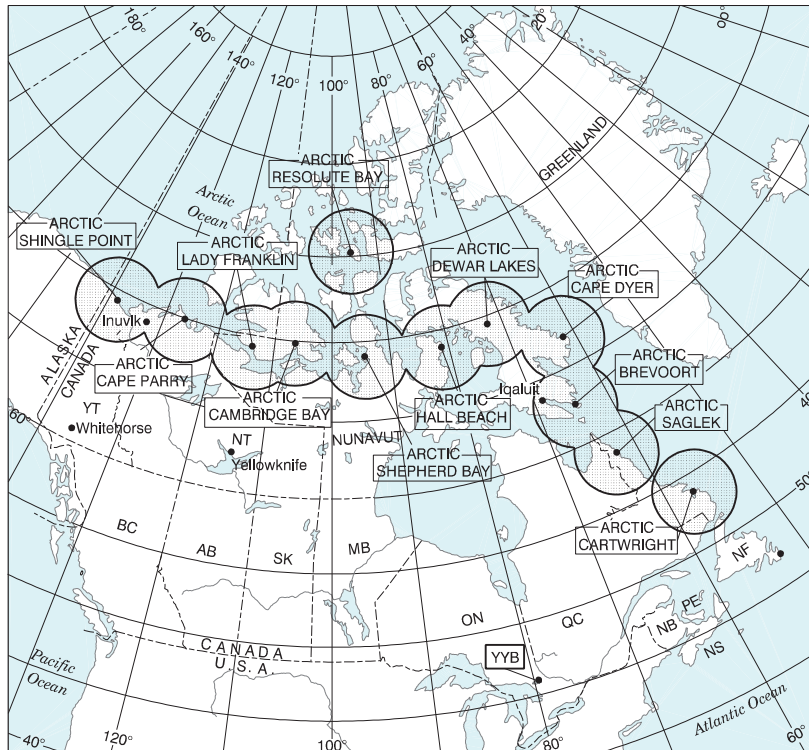 180°
160°
140°
120°
100°
80°
60°
40°
20°
00°
ARCTIC
RESOLUTE BAY
GREENLAND
Arctic
Ocean
ARCTIC
SHINGLE POINT
ARCTIC
LADY FRANKLIN
ARCTIC
DEWAR LAKES
ARCTIC
CAPE DYER
Inuvik
ALASKA
CANADA
ARCTIC
CAPE PARRY
ARCTIC
CAMBRIDGE BAY
ARCTIC
HALL BEACH
Iqaluit
ARCTIC
BREVOORT
ARCTIC
SAGLEK
40°
60°
YT
Whitehorse
NT
Yellowknife
NUNAVUT
ARCTIC
SHEPHERD BAY
50°
ARCTIC
CARTWRIGHT
BC
AB
SK
MB
ON
QC
NF
PE
NB
NS
YYB
CANADA
U.S.A.
Pacific
Ocean
Atlantic Ocean
40°
120°
100°
80°
60°